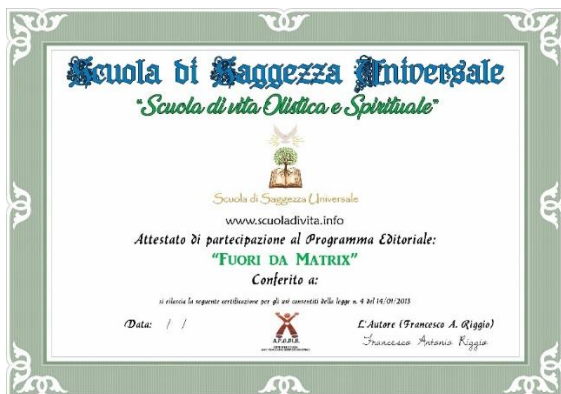 Scuola di Saggezza Universale
"Scuola di vita Olistica e Spirituale"
Scuola di Saggezza Universale
www.scuoladivita.info
Attestato di partecipazione al Programma Editoriale:
"FUORI DA MATRIX"
Conferito a:
si rilascia la seguente certificazione per gli usi consentiti della legge n. 4 del 14/01/2013
Data: / /
L'Autore (Francesco A. Riggio)
Francesco Antonio Riggio